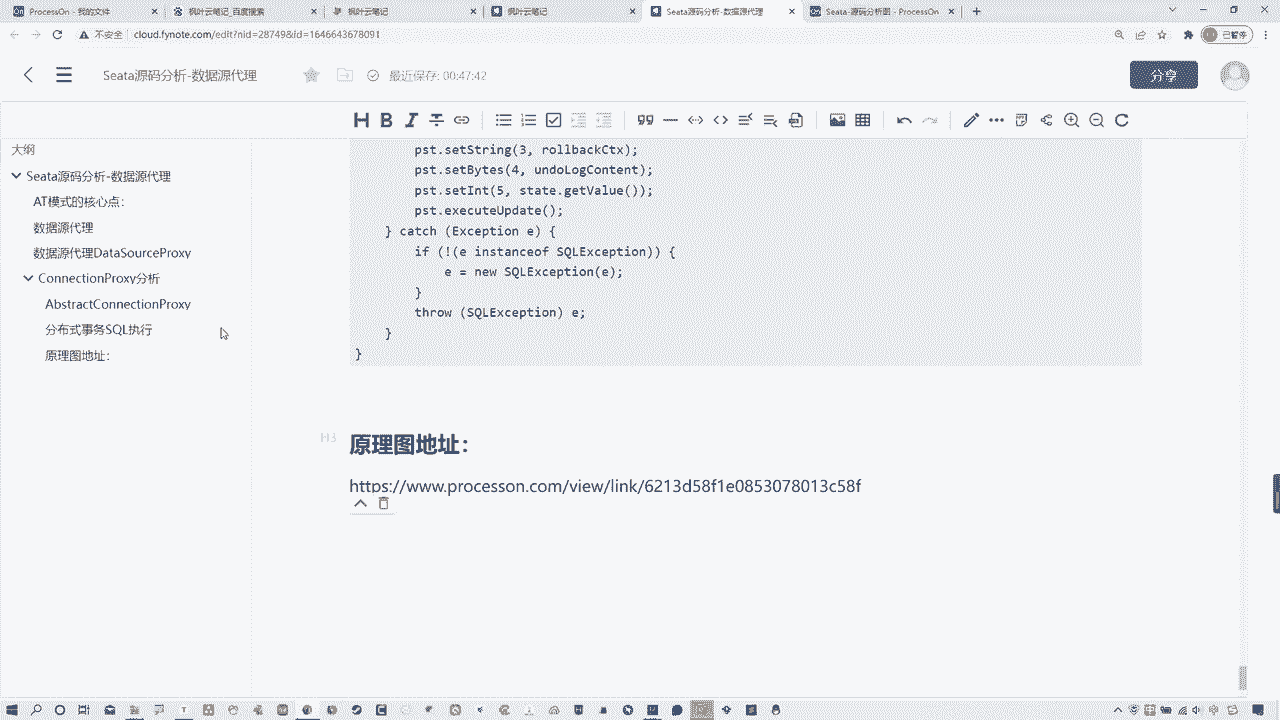 ProcessOn - 我的文件
枫叶云笔记_百度搜索
枫叶云笔记
枫叶云笔记
Seata源码分析-数据源代理
Seata-源码分析图 - ProcessOn
不安全
cloud.fynote.com/edit?nid=28749&id=1646643678091
已暂停
Seata源码分析-数据源代理
最近保存: 00:47:42
分享
大纲
Seata源码分析-数据源代理
AT模式的核心点:
数据源代理
数据源代理DataSourceProxy
ConnectionProxy分析
AbstractConnectionProxy
分布式事务SQL执行
原理图地址:
pst.setString(3, rollbackCtx);
pst.setBytes(4, undoLogContent);
pst.setInt(5, state.getValue());
pst.executeUpdate();
} catch (Exception e) {
if (!(e instanceof SQLException)) {
e = new SQLException(e);
}
throw (SQLException) e;
}
}
H3
原理图地址:
https://www.processon.com/view/link/6213d58f1e0853078013c58f